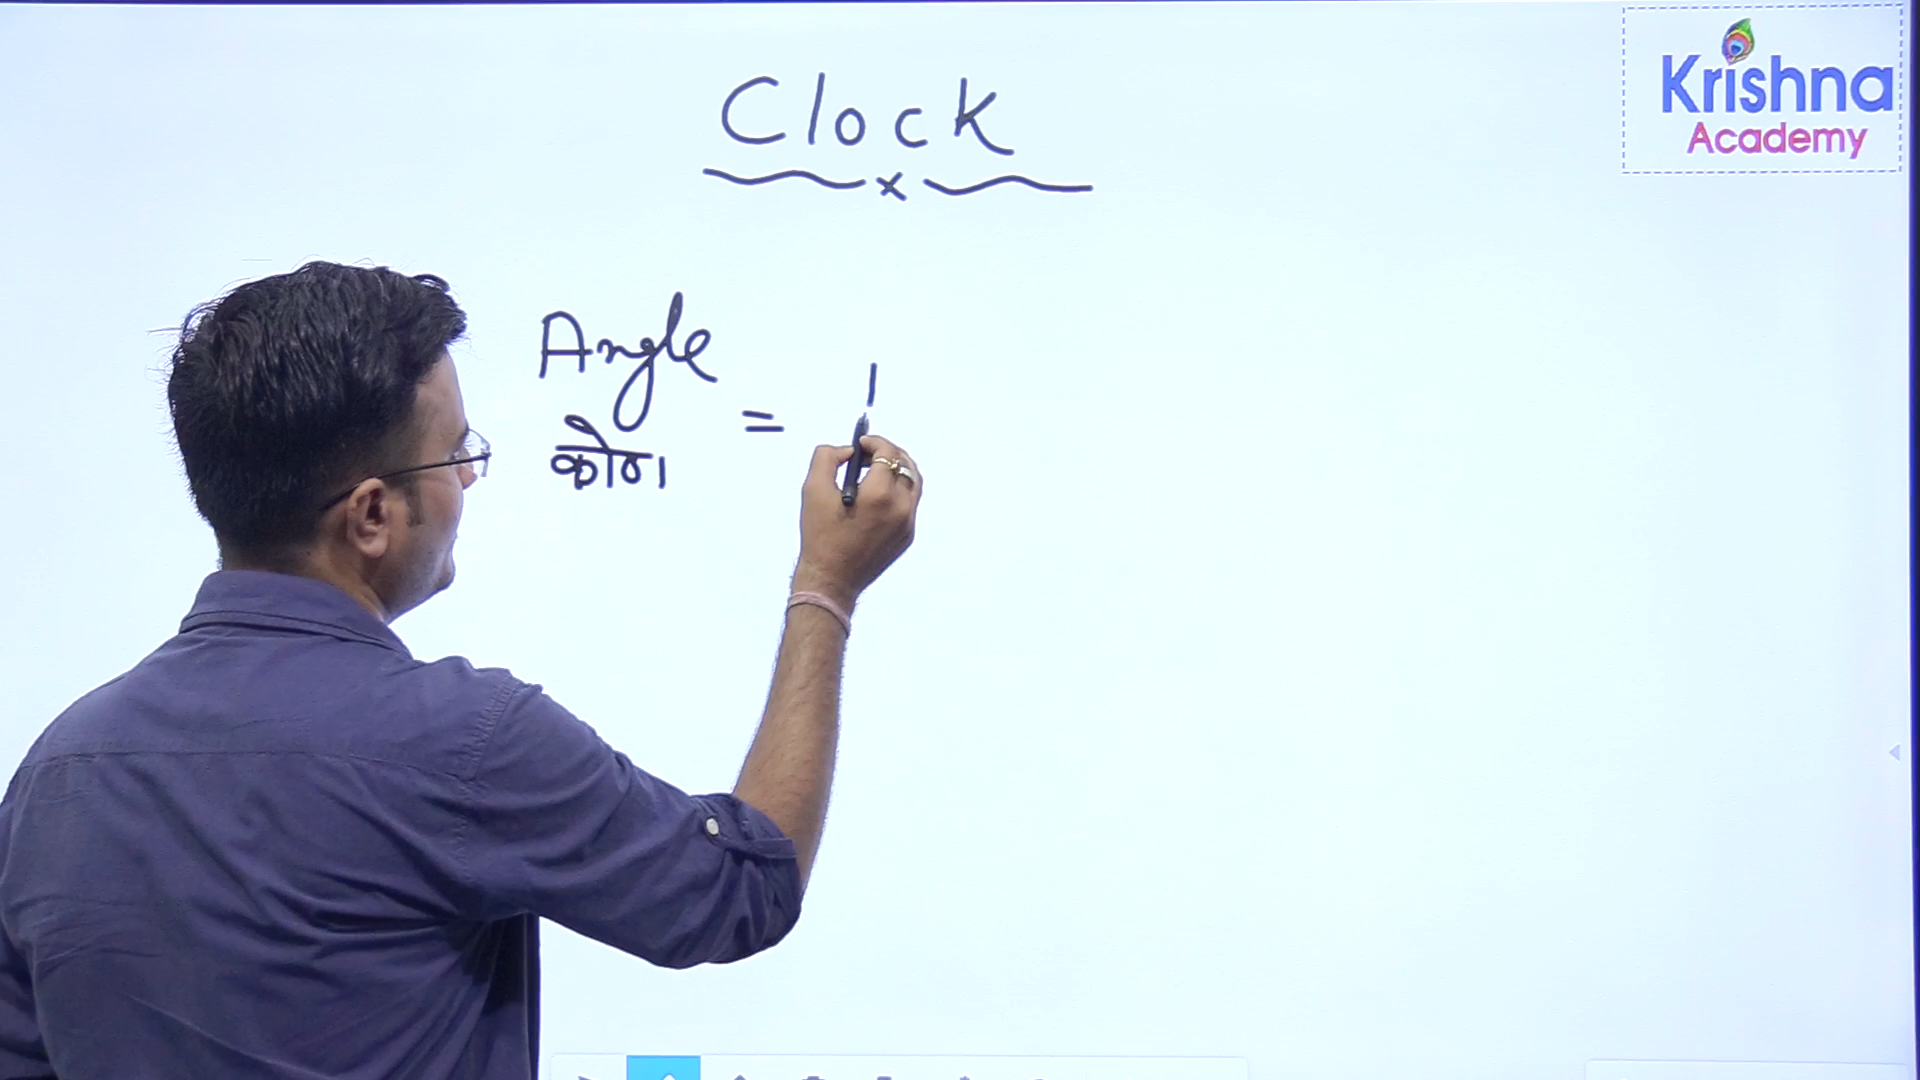 Clock
x
Krishna
Academy
Angle
कोण
= 1